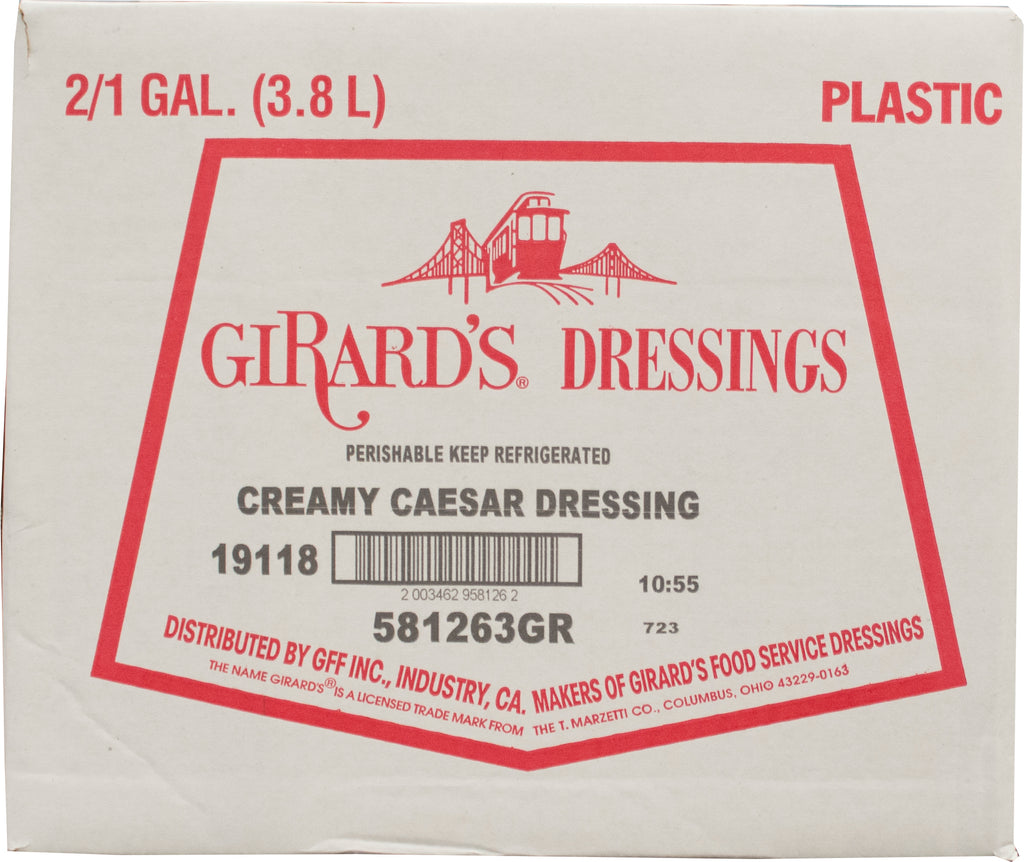 2/1 GAL. (3.8 L)
PLASTIC
GIRARD'S® DRESSINGS
PERISHABLE KEEP REFRIGERATED
CREAMY CAESAR DRESSING
19118
2 003462 958126 2
10:55
581263GR
723
DISTRIBUTED BY GFF INC., INDUSTRY, CA. MAKERS OF GIRARD'S FOOD SERVICE DRESSINGS
THE NAME GIRARD'S® IS A LICENSED TRADE MARK FROM THE T. MARZETTI CO., COLUMBUS, OHIO 43229-0163